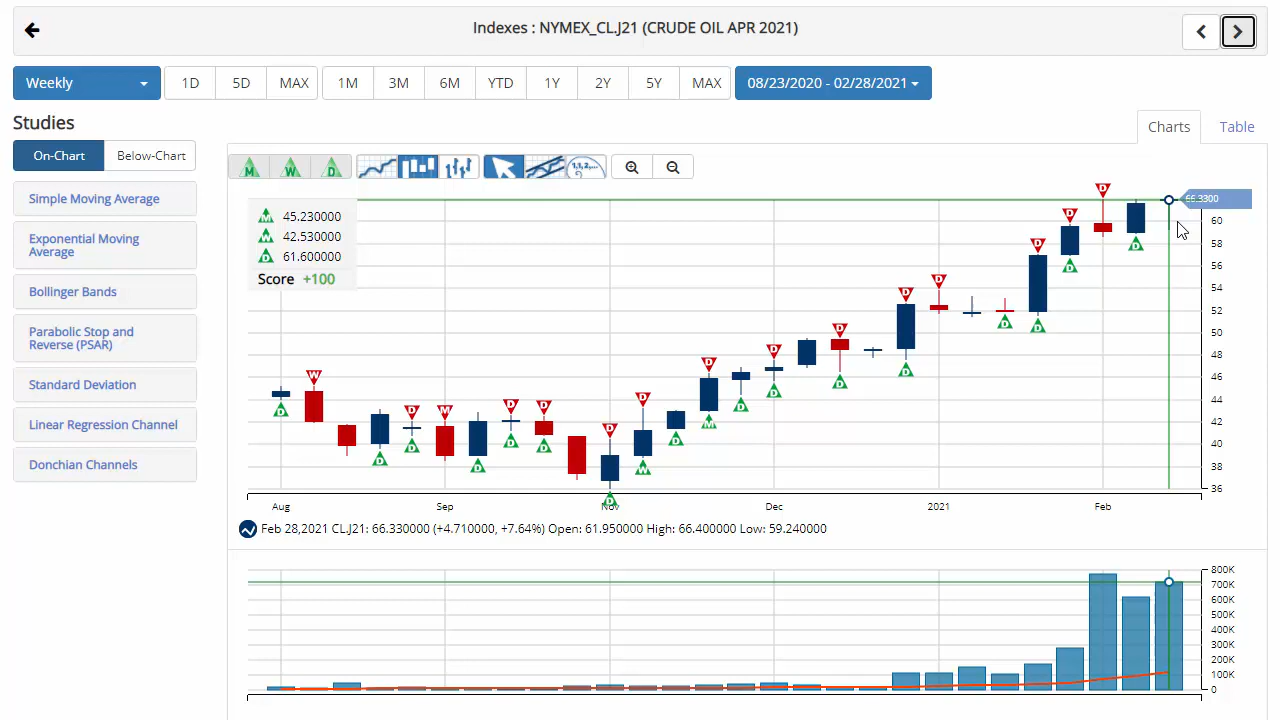 Indexes : NYMEX_CL.J21 (CRUDE OIL APR 2021)
Weekly 1D 5D MAX 1M 3M 6M YTD 1Y 2Y 5Y MAX 08/23/2020 - 02/28/2021
Studies
Charts Table
On-Chart Below-Chart
M W D
Simple Moving Average
Exponential Moving
Average
Bollinger Bands
Parabolic Stop and
Reverse (PSAR)
Standard Deviation
Linear Regression Channel
Donchian Channels
M 45.230000
W 42.530000
D 61.600000
Score +100
66.3300
60
58
56
54
52
50
48
46
44
42
40
38
36
Aug Sep Nov Dec 2021 Feb
Feb 28,2021 CL.J21: 66.330000 (+4.710000, +7.64%) Open: 61.950000 High: 66.400000 Low: 59.240000
800K
700K
600K
500K
400K
300K
200K
100K
0